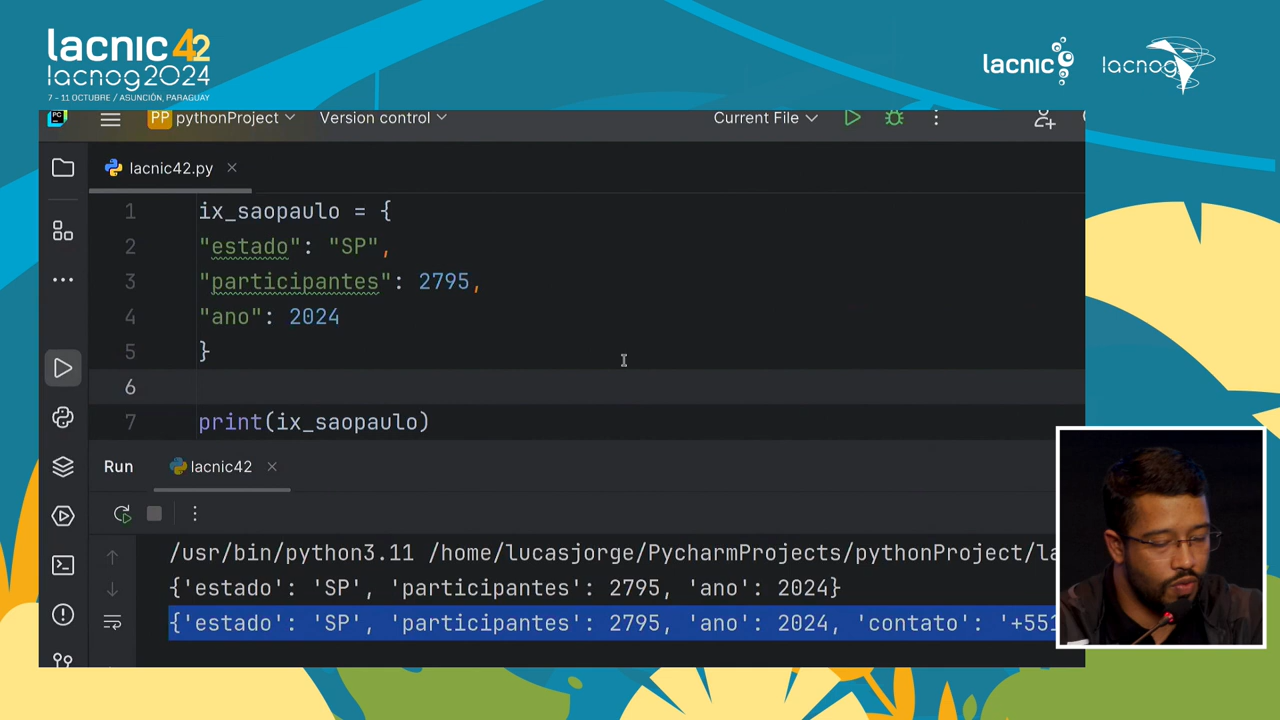 lacnic 42
lacnog2024
7 - 11 OCTUBRE / ASUNCIÓN, PARAGUAY
lacnic
lacnog
PC
PP pythonProject
Version control
Current File
lacnic42.py
1 ix_saopaulo = {
2 "estado": "SP",
3 "participantes": 2795,
4 "ano": 2024
5 }
6
7 print(ix_saopaulo)
Run
lacnic42
/usr/bin/python3.11 /home/lucasjorge/PycharmProjects/pythonProject/la
{'estado': 'SP', 'participantes': 2795, 'ano': 2024}
{'estado': 'SP', 'participantes': 2795, 'ano': 2024, 'contato': '+551